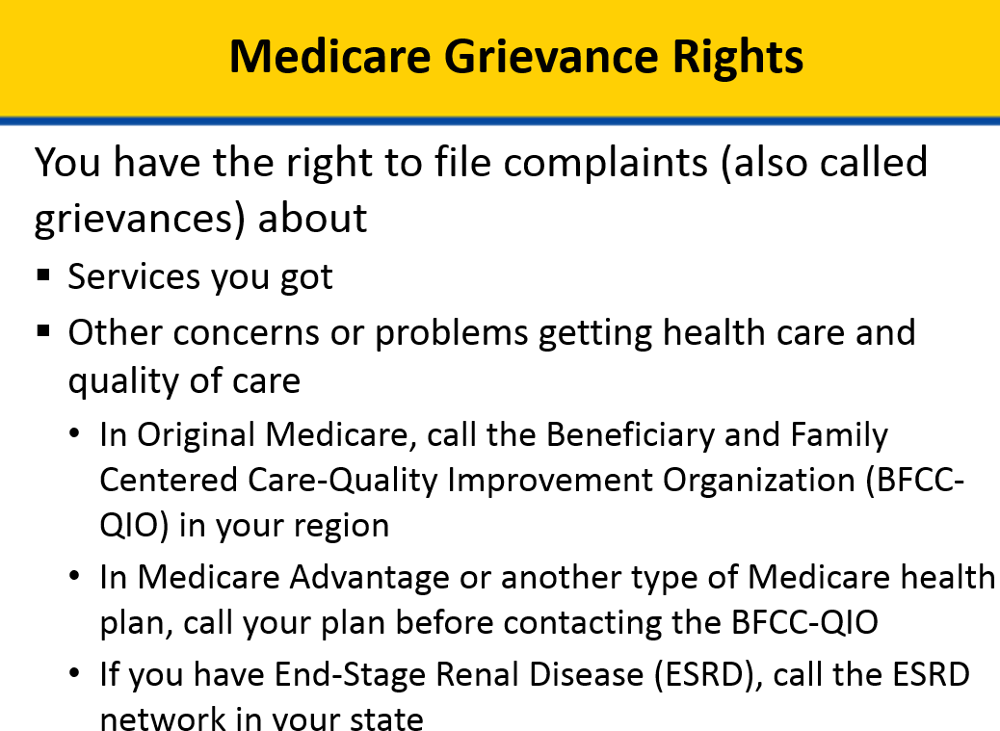 Medicare Grievance Rights
You have the right to file complaints (also called
grievances) about
▪ Services you got
▪ Other concerns or problems getting health care and
quality of care
• In Original Medicare, call the Beneficiary and Family
Centered Care-Quality Improvement Organization (BFCC-
QIO) in your region
• In Medicare Advantage or another type of Medicare health
plan, call your plan before contacting the BFCC-QIO
• If you have End-Stage Renal Disease (ESRD), call the ESRD
network in your state